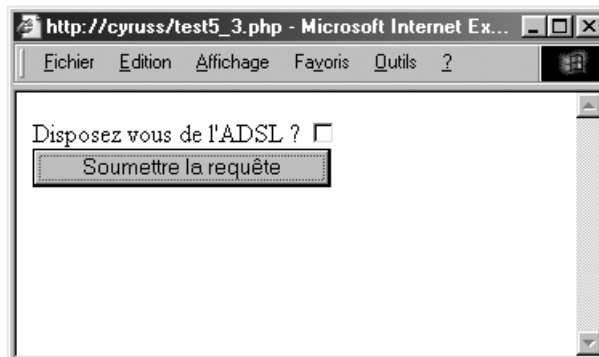 http://cyruss/test5_3.php - Microsoft Internet Ex...
Fichier Edition Affichage Favoris Outils ?
Disposez vous de l'ADSL ?
Soumettre la requête